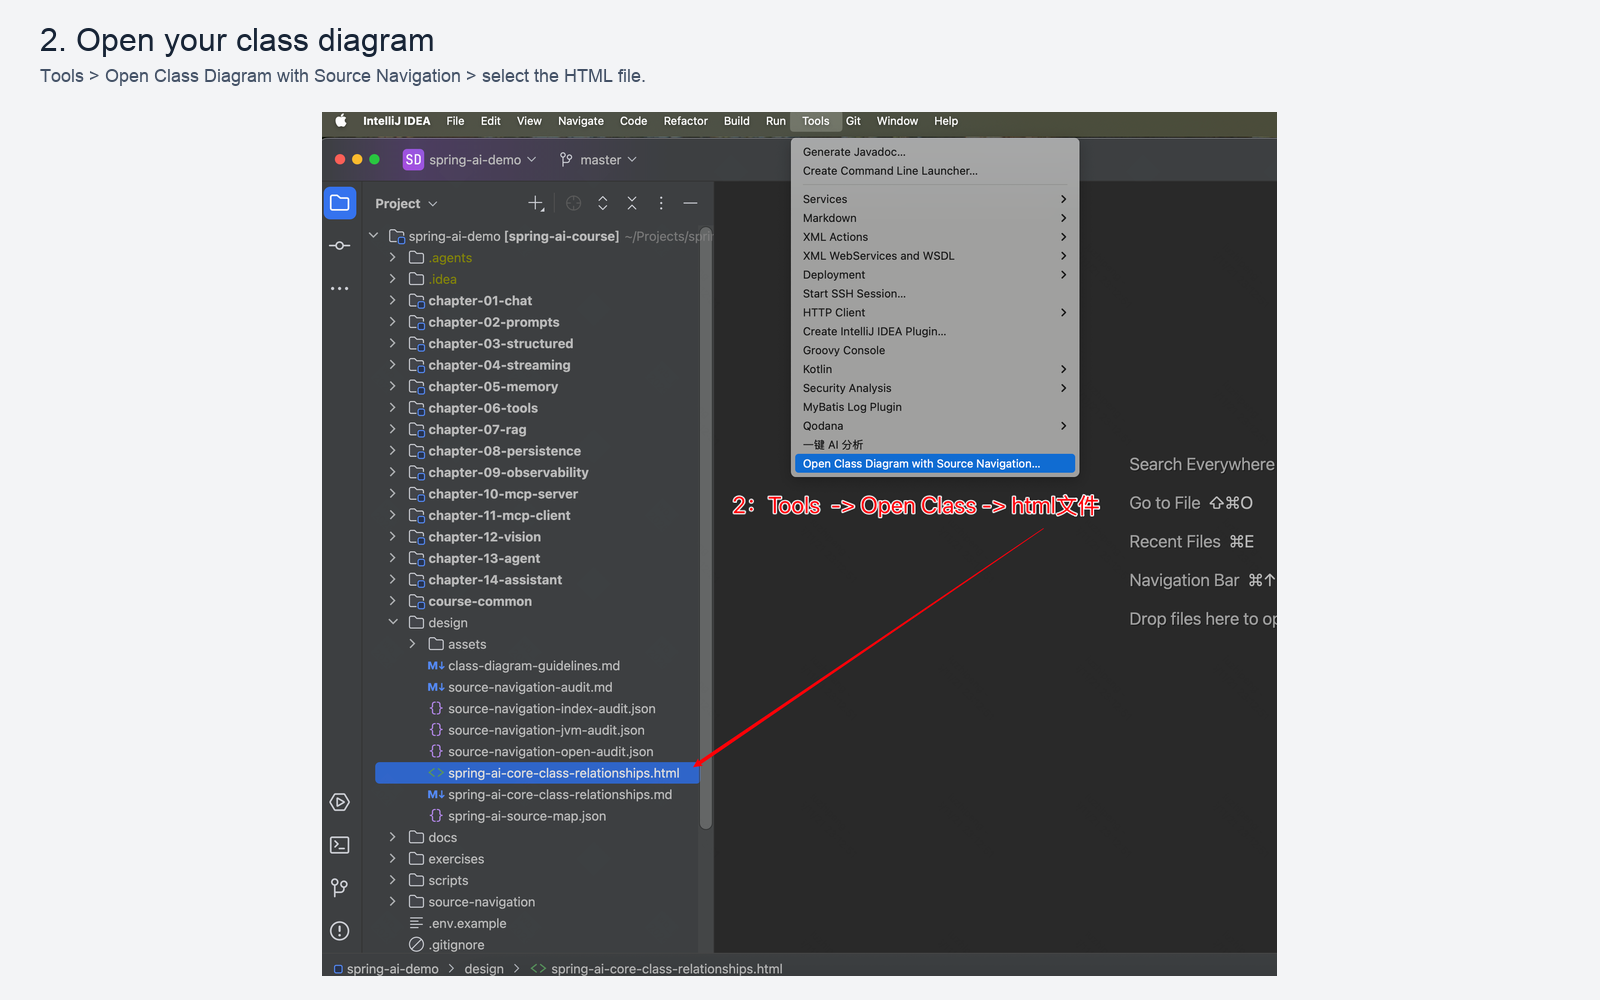 2. Open your class diagram
Tools > Open Class Diagram with Source Navigation > select the HTML file.
IntelliJ IDEA File Edit View Navigate Code Refactor Build Run Tools Git Window Help
SD spring-ai-demo master
Project
spring-ai-demo [spring-ai-course] ~/Projects/spri
.agents
.idea
chapter-01-chat
chapter-02-prompts
chapter-03-structured
chapter-04-streaming
chapter-05-memory
chapter-06-tools
chapter-07-rag
chapter-08-persistence
chapter-09-observability
chapter-10-mcp-server
chapter-11-mcp-client
chapter-12-vision
chapter-13-agent
chapter-14-assistant
course-common
design
assets
class-diagram-guidelines.md
source-navigation-audit.md
source-navigation-index-audit.json
source-navigation-jvm-audit.json
source-navigation-open-audit.json
spring-ai-core-class-relationships.html
spring-ai-core-class-relationships.md
spring-ai-source-map.json
docs
exercises
scripts
source-navigation
.env.example
.gitignore
Generate Javadoc...
Create Command Line Launcher...
Services
Markdown
XML Actions
XML WebServices and WSDL
Deployment
Start SSH Session...
HTTP Client
Create IntelliJ IDEA Plugin...
Groovy Console
Kotlin
Security Analysis
MyBatis Log Plugin
Qodana
一键 AI 分析
Open Class Diagram with Source Navigation...
2：Tools -> Open Class -> html文件
Search Everywhere
Go to File ⇧⌘O
Recent Files ⌘E
Navigation Bar ⌘↑
Drop files here to op
spring-ai-demo > design > spring-ai-core-class-relationships.html